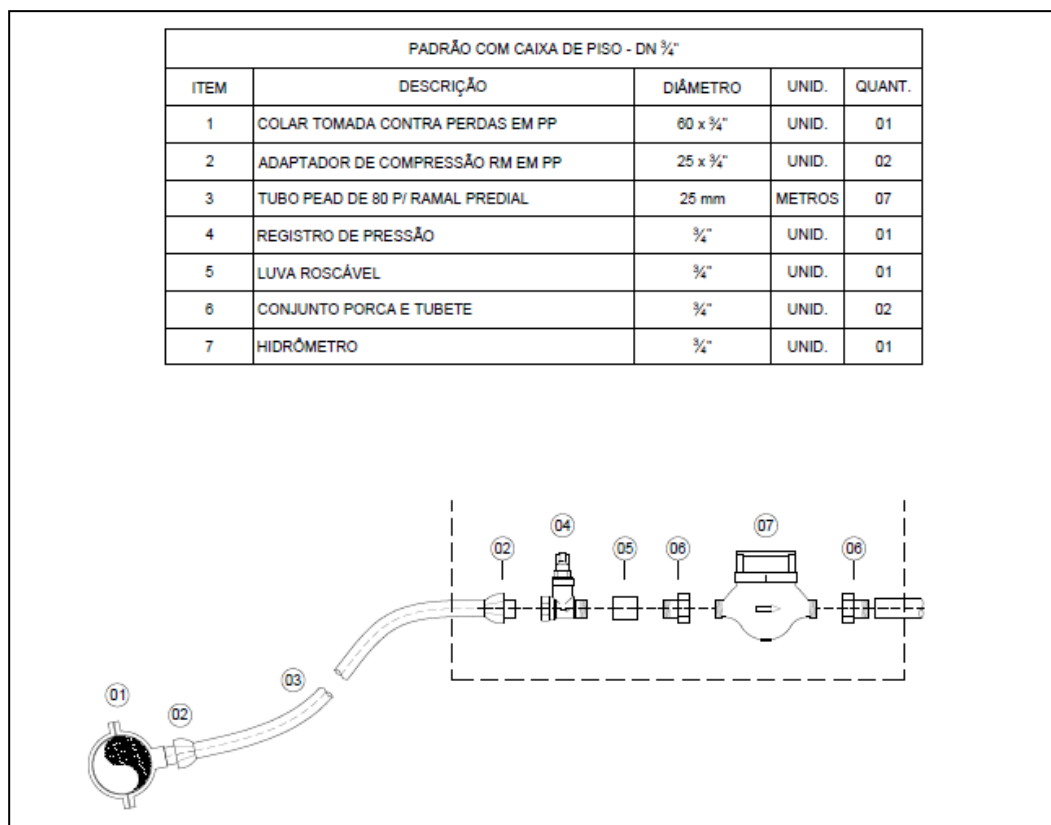 PADRÃO COM CAIXA DE PISO - DN ¾"
ITEM DESCRIÇÃO DIÂMETRO UNID. QUANT.
1 COLAR TOMADA CONTRA PERDAS EM PP 60 x ¾" UNID. 01
2 ADAPTADOR DE COMPRESSÃO RM EM PP 25 x ¾" UNID. 02
3 TUBO PEAD DE 80 P/ RAMAL PREDIAL 25 mm METROS 07
4 REGISTRO DE PRESSÃO ¾" UNID. 01
5 LUVA ROSCÁVEL ¾" UNID. 01
6 CONJUNTO PORCA E TUBETE ¾" UNID. 02
7 HIDRÔMETRO ¾" UNID. 01
04 07
02 05 06 06
03
01
02